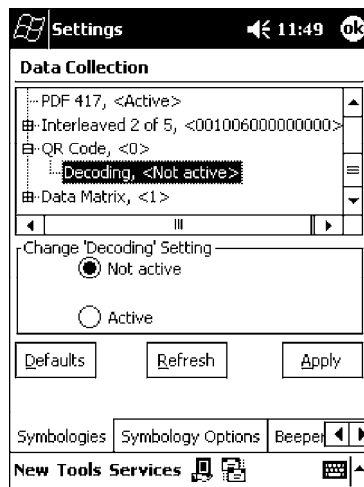 Settings 11:49 ok
Data Collection
PDF 417, <Active>
Interleaved 2 of 5, <001006000000000>
QR Code, <0>
Decoding, <Not active>
Data Matrix, <1>
Change 'Decoding' Setting
Not active
Active
Defaults Refresh Apply
Symbologies Symbology Options Beeper
New Tools Services